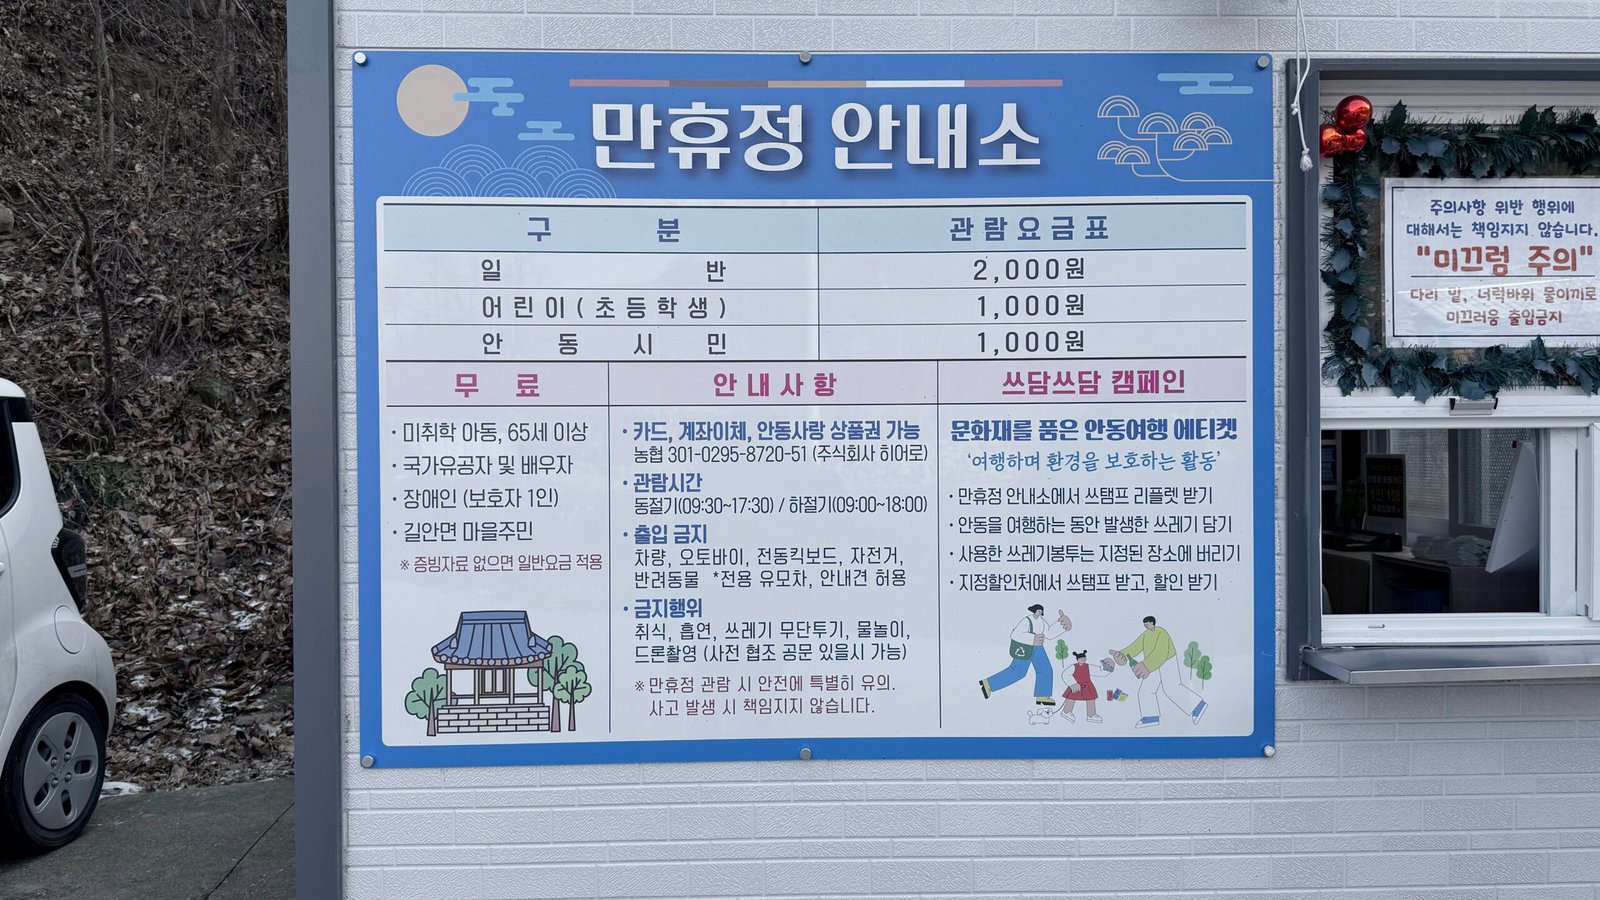 만휴정 안내소
구 분 관람요금표
일 반 2,000원
어린이(초등학생) 1,000원
안 동 시 민 1,000원
무 료
· 미취학 아동, 65세 이상
· 국가유공자 및 배우자
· 장애인 (보호자 1인)
· 길안면 마을주민
※ 증빙자료 없으면 일반요금 적용
안내사항
· 카드, 계좌이체, 안동사랑 상품권 가능
농협 301-0295-8720-51 (주식회사 히어로)
· 관람시간
동절기(09:30~17:30) / 하절기(09:00~18:00)
· 출입 금지
차량, 오토바이, 전동킥보드, 자전거,
반려동물 *전용 유모차, 안내견 허용
· 금지행위
취식, 흡연, 쓰레기 무단투기, 물놀이,
드론촬영 (사전 협조 공문 있을시 가능)
※ 만휴정 관람 시 안전에 특별히 유의.
사고 발생 시 책임지지 않습니다.
쓰담쓰담 캠페인
문화재를 품은 안동여행 에티켓
‘여행하며 환경을 보호하는 활동’
· 만휴정 안내소에서 쓰탬프 리플렛 받기
· 안동을 여행하는 동안 발생한 쓰레기 담기
· 사용한 쓰레기봉투는 지정된 장소에 버리기
· 지정할인처에서 쓰탬프 받고, 할인 받기
주의사항 위반 행위에
대해서는 책임지지 않습니다.
"미끄럼 주의"
다리 밑, 너럭바위 물이끼로
미끄러움 출입금지